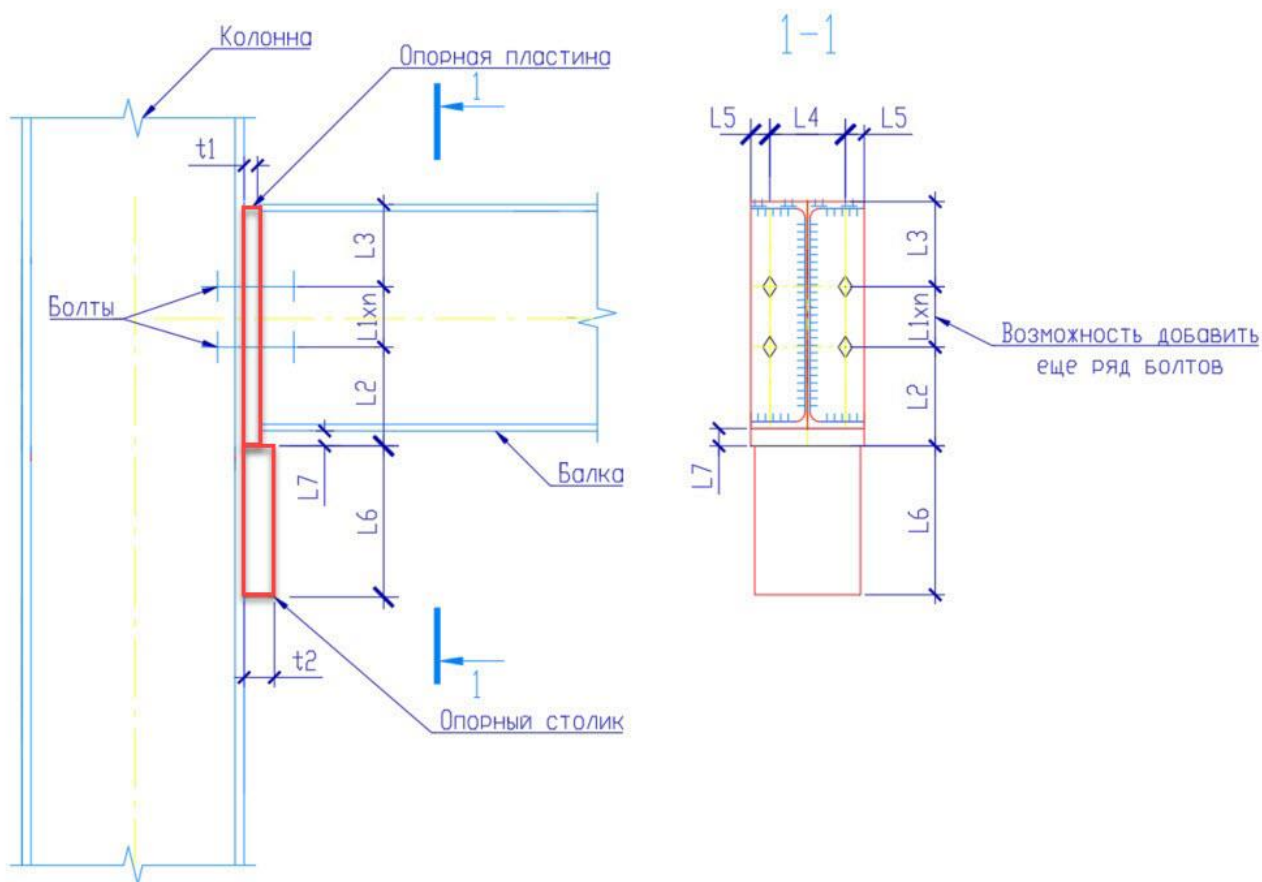 Колонна
Опорная пластина
1-1
1
t1
L5
L4
L5
L3
L3
Болты
L1xn
L1xn
Возможность добавить
еще ряд болтов
L2
L2
L7
Балка
L7
L6
L6
t2
1
Опорный столик